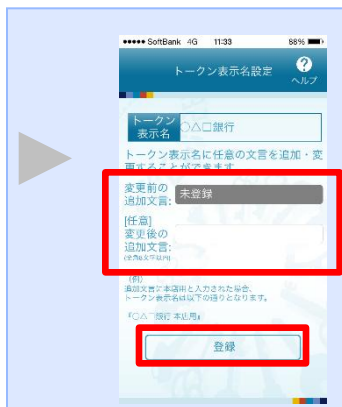 ●●●●● SoftBank 4G 11:33 88%
トークン表示名設定
?
ヘルプ
トークン
表示名
○△□銀行
トークン表示名に任意の文言を追加・変
更することができます
変更前の
追加文言:
未登録
[任意]
変更後の
追加文言:
(例)
追加文言に本店用と入力された場合、
トークン表示名は以下の通りとなります。
『○△□銀行 本店用』
登録